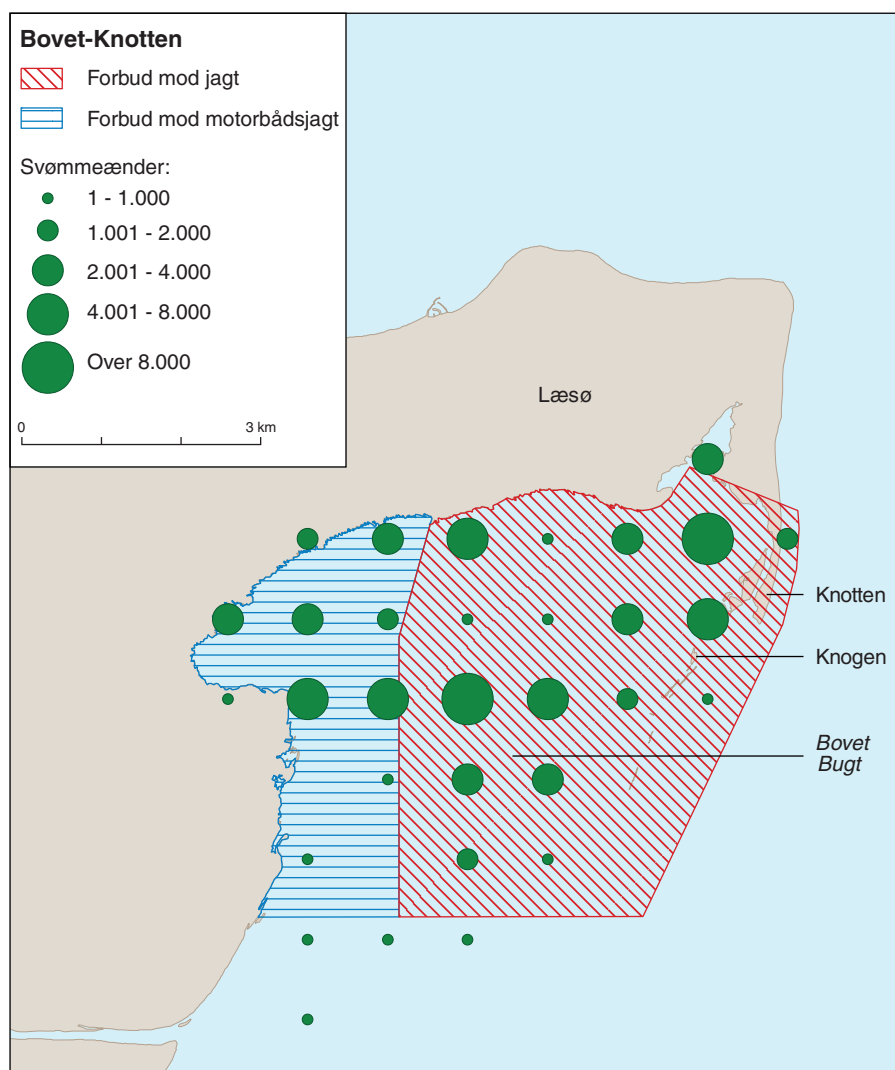 Bovet-Knotten
Forbud mod jagt
Forbud mod motorbådsjagt
Svømmeænder:
1 - 1.000
1.001 - 2.000
2.001 - 4.000
4.001 - 8.000
Over 8.000
0 3 km
Læsø
Knotten
Knogen
Bovet
Bugt